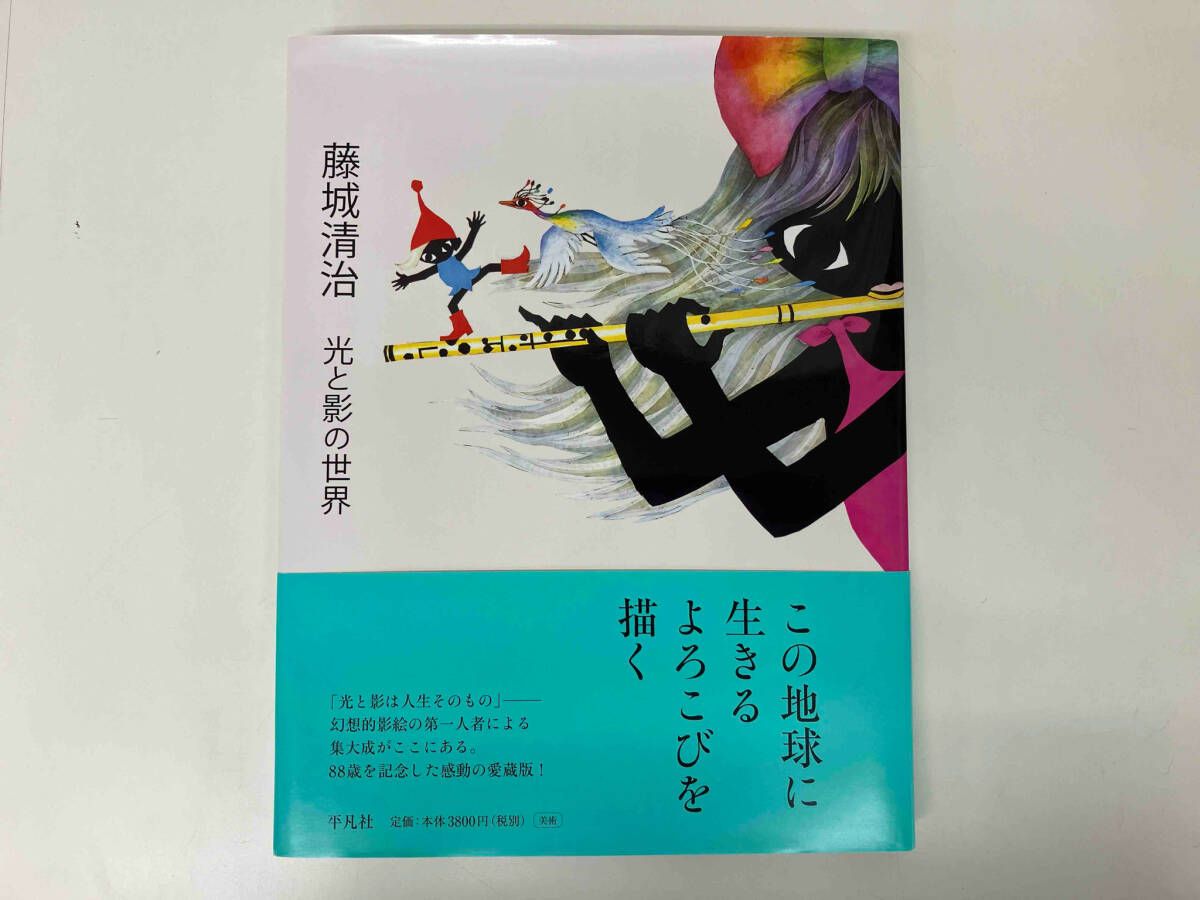 藤城清治 光と影の世界
この地球に
生きる
よろこびを
描く
「光と影は人生そのもの」――
幻想的影絵の第一人者による
集大成がここにある。
88歳を記念した感動の愛蔵版！
平凡社 定価：本体3800円（税別） 美術